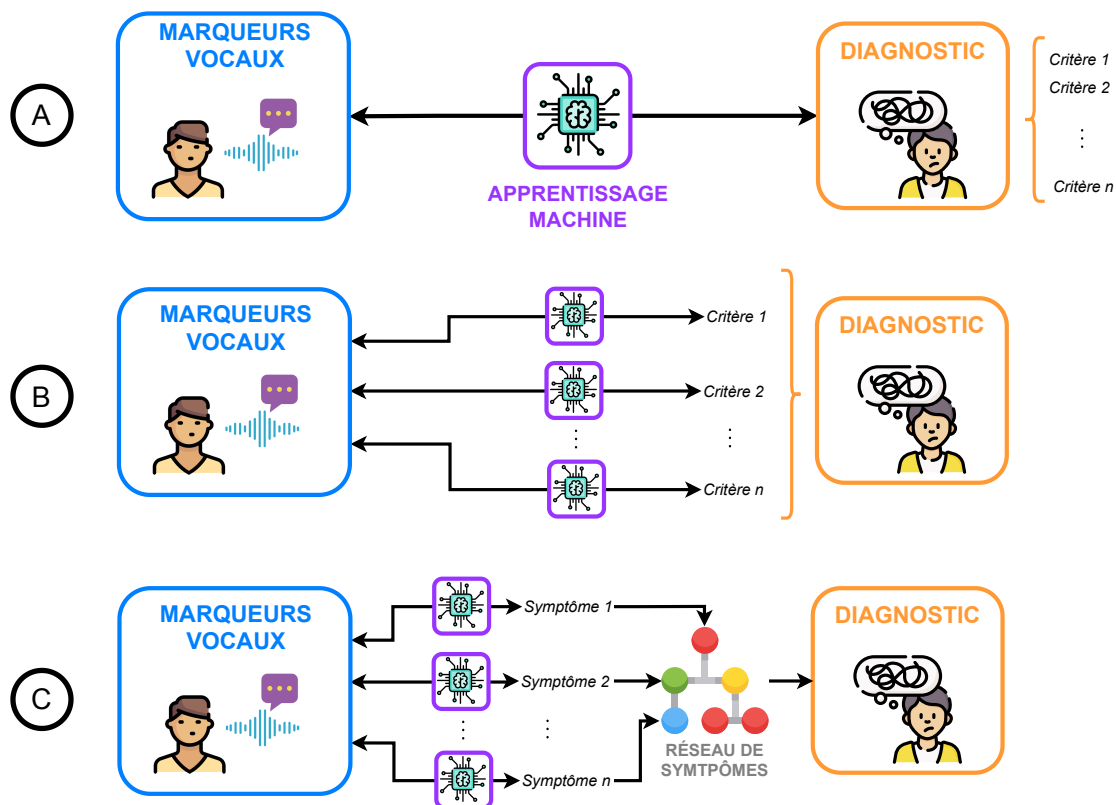 A
MARQUEURS
VOCAUX
APPRENTISSAGE
MACHINE
DIAGNOSTIC
Critère 1
Critère 2
⋮
Critère n
B
MARQUEURS
VOCAUX
Critère 1
Critère 2
⋮ ⋮
Critère n
DIAGNOSTIC
C
MARQUEURS
VOCAUX
Symptôme 1
Symptôme 2
⋮ ⋮
Symptôme n
RÉSEAU DE
SYMTPÔMES
DIAGNOSTIC